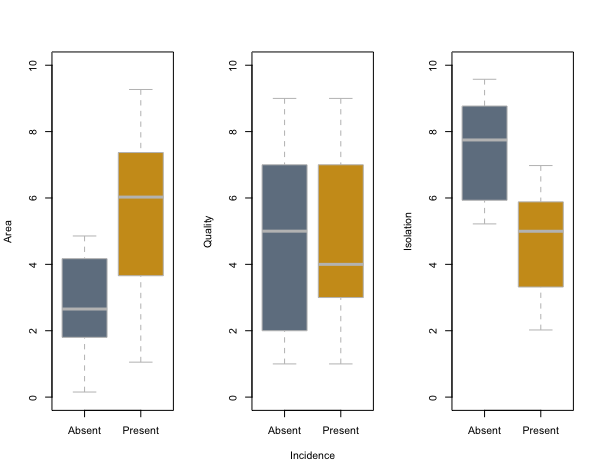 Area
0 2 4 6 8 10
Absent Present
Quality
0 2 4 6 8 10
Absent Present
Isolation
0 2 4 6 8 10
Absent Present
Incidence